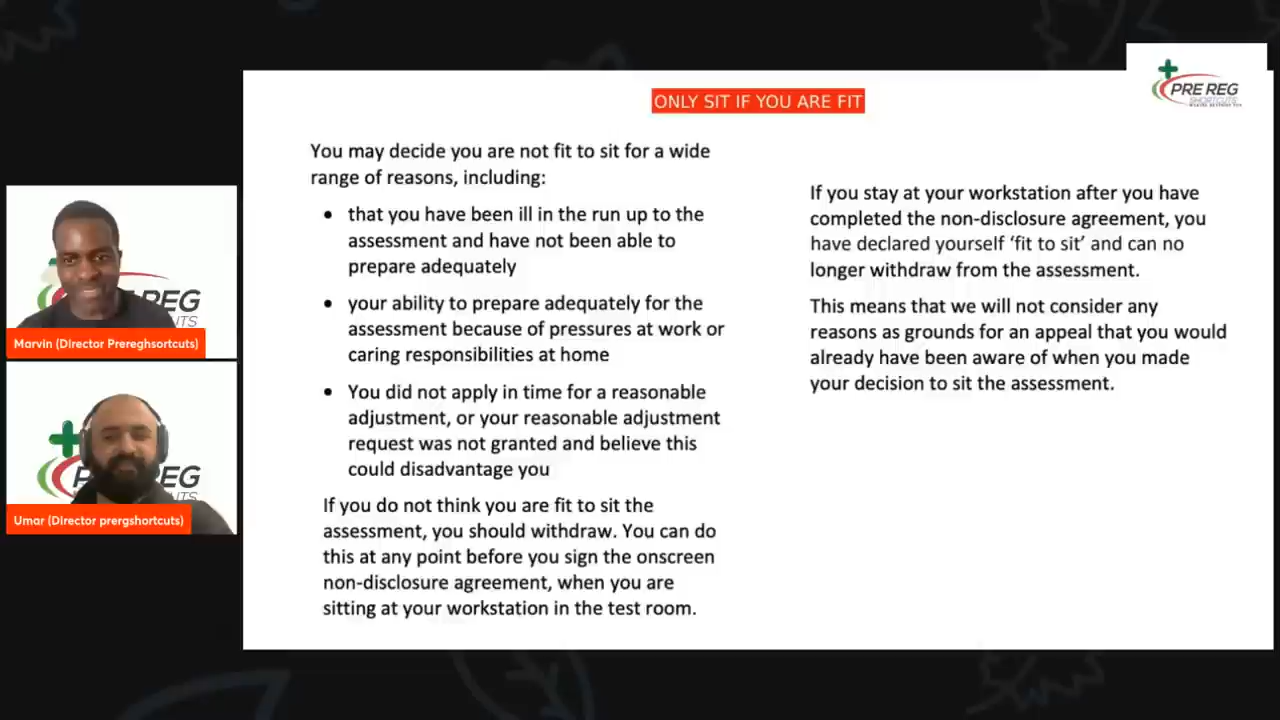 ONLY SIT IF YOU ARE FIT
PRE REG
SHORTCUTS
You may decide you are not fit to sit for a wide
range of reasons, including:
• that you have been ill in the run up to the
assessment and have not been able to
prepare adequately
• your ability to prepare adequately for the
assessment because of pressures at work or
caring responsibilities at home
• You did not apply in time for a reasonable
adjustment, or your reasonable adjustment
request was not granted and believe this
could disadvantage you
If you do not think you are fit to sit the
assessment, you should withdraw. You can do
this at any point before you sign the onscreen
non-disclosure agreement, when you are
sitting at your workstation in the test room.
If you stay at your workstation after you have
completed the non-disclosure agreement, you
have declared yourself ‘fit to sit’ and can no
longer withdraw from the assessment.
This means that we will not consider any
reasons as grounds for an appeal that you would
already have been aware of when you made
your decision to sit the assessment.
Marvin (Director Prereghsortcuts)
Umar (Director prergshortcuts)